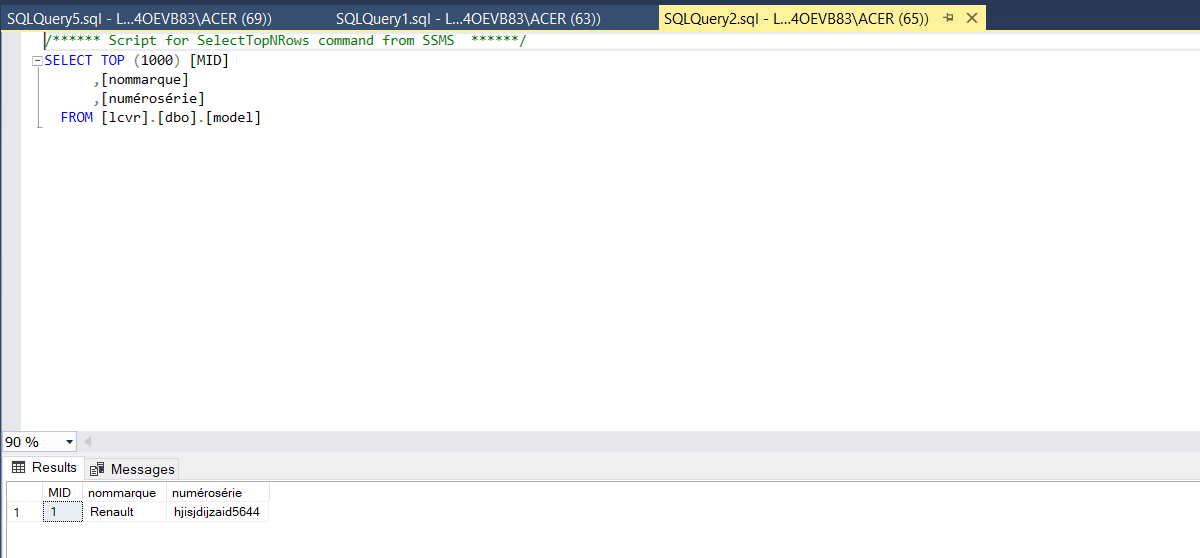 SQLQuery5.sql - L...4OEVB83\ACER (69)) SQLQuery1.sql - L...4OEVB83\ACER (63)) SQLQuery2.sql - L...4OEVB83\ACER (65))
/****** Script for SelectTopNRows command from SSMS  ******/
SELECT TOP (1000) [MID]
      ,[nommarque]
      ,[numérosérie]
  FROM [lcvr].[dbo].[model]
90 %
Results Messages
MID nommarque numérosérie
1 1 Renault hjisjdijzaid5644